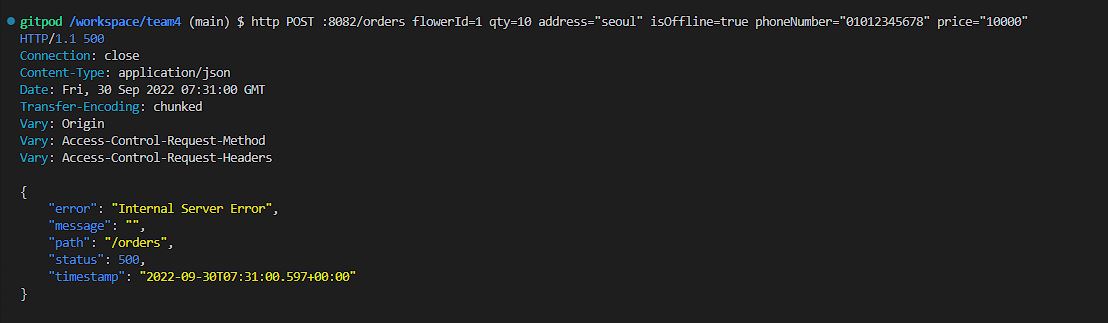 gitpod /workspace/team4 (main) $ http POST :8082/orders flowerId=1 qty=10 address="seoul" isOffline=true phoneNumber="01012345678" price="10000"
HTTP/1.1 500
Connection: close
Content-Type: application/json
Date: Fri, 30 Sep 2022 07:31:00 GMT
Transfer-Encoding: chunked
Vary: Origin
Vary: Access-Control-Request-Method
Vary: Access-Control-Request-Headers
{
    "error": "Internal Server Error",
    "message": "",
    "path": "/orders",
    "status": 500,
    "timestamp": "2022-09-30T07:31:00.597+00:00"
}